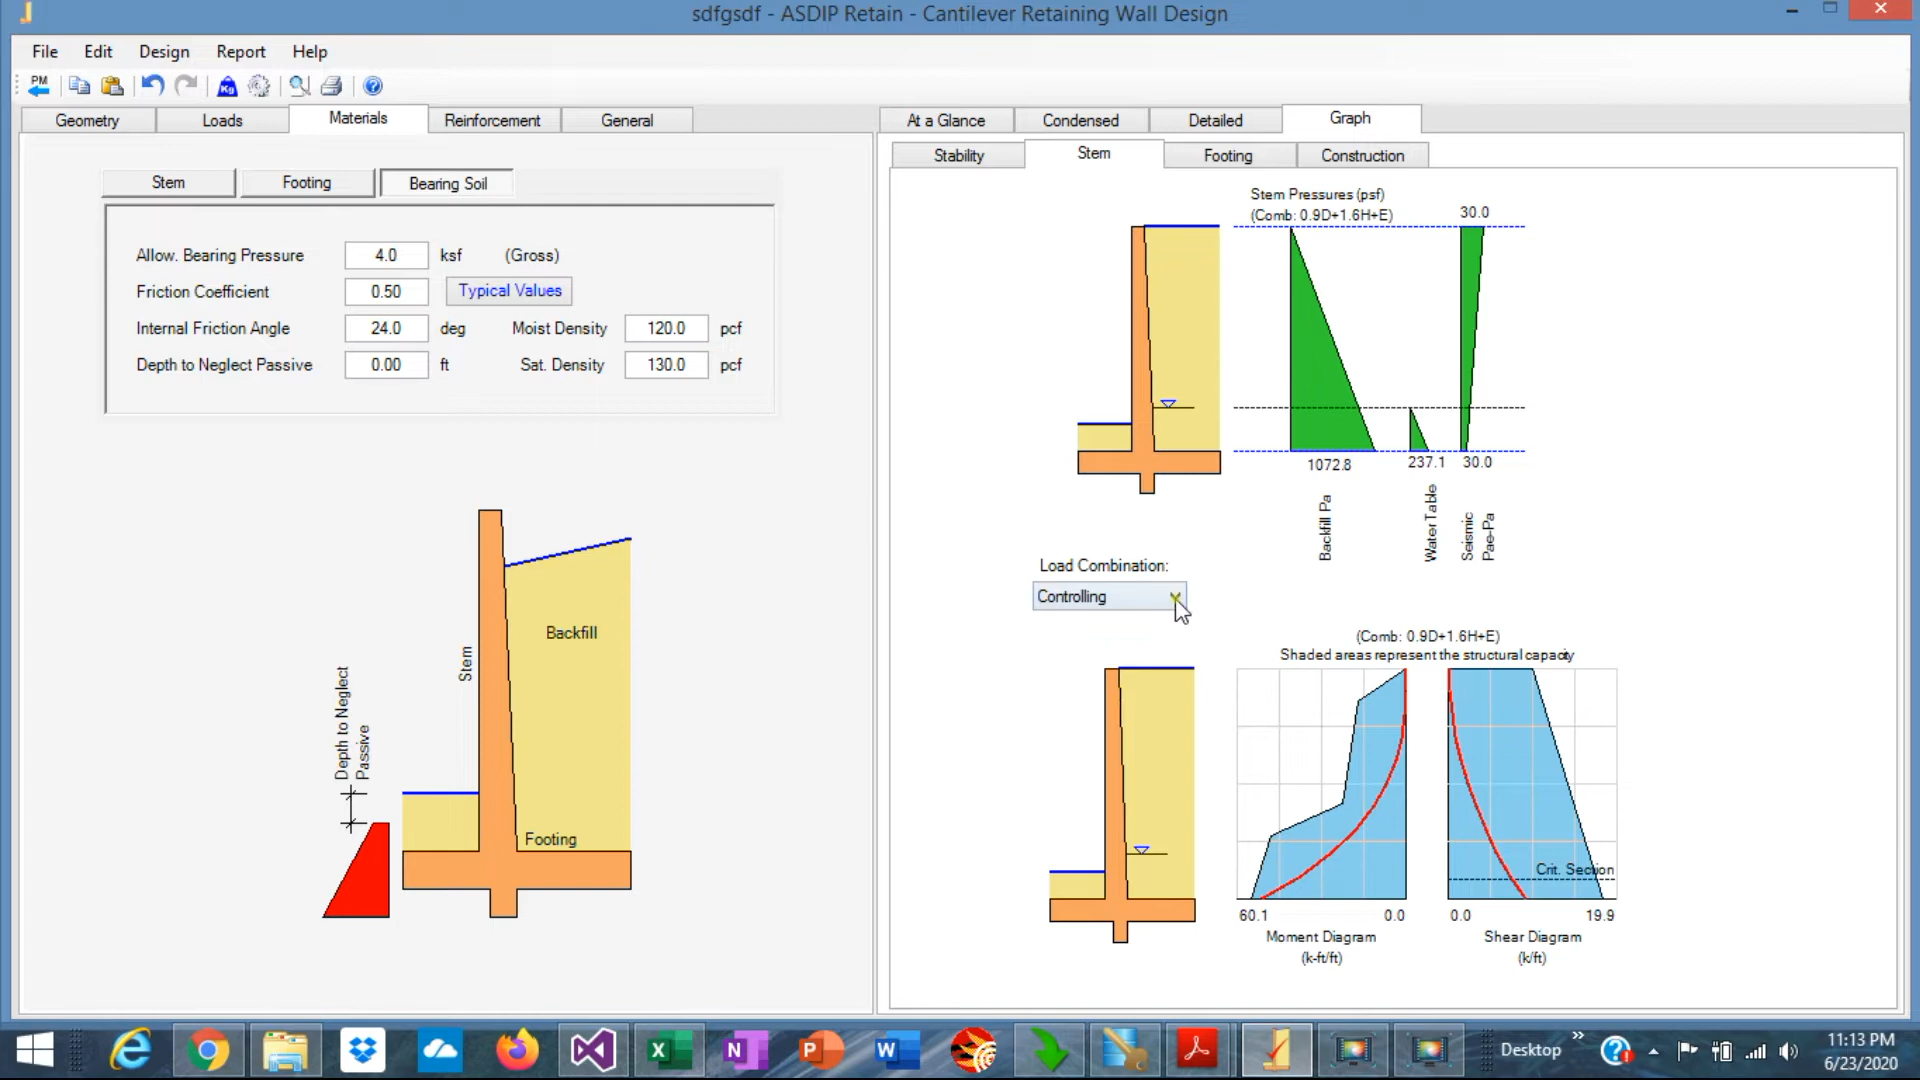 sdfgsdf - ASDIP Retain - Cantilever Retaining Wall Design
File Edit Design Report Help
PM
Kg
Geometry Loads Materials Reinforcement General
Stem Footing Bearing Soil
Allow. Bearing Pressure 4.0 ksf (Gross)
Friction Coefficient 0.50 Typical Values
Internal Friction Angle 24.0 deg Moist Density 120.0 pcf
Depth to Neglect Passive 0.00 ft Sat. Density 130.0 pcf
Backfill
Stem
Depth to Neglect
Passive
Footing
At a Glance Condensed Detailed Graph
Stability Stem Footing Construction
Stem Pressures (psf)
(Comb: 0.9D+1.6H+E)
30.0
1072.8 237.1 30.0
Backfill Pa
Water Table
Seismic
Pae-Pa
Load Combination:
Controlling
(Comb: 0.9D+1.6H+E)
Shaded areas represent the structural capacity
Crit. Section
60.1 0.0 0.0 19.9
Moment Diagram Shear Diagram
(k-ft/ft) (k/ft)
Desktop
11:13 PM
6/23/2020